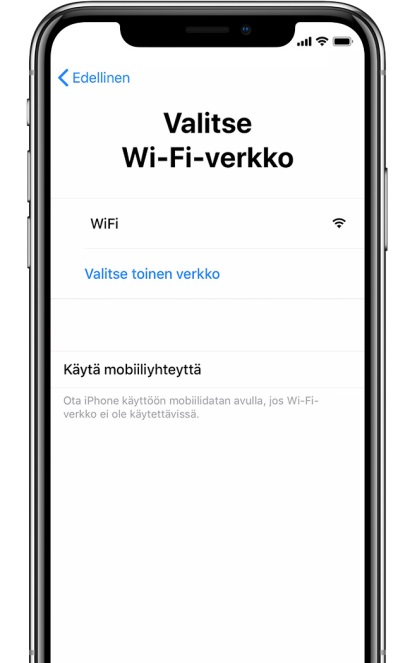 Edellinen
Valitse
Wi-Fi-verkko
WiFi
Valitse toinen verkko
Käytä mobiiliyhteyttä
Ota iPhone käyttöön mobiilidatan avulla, jos Wi-Fi-
verkko ei ole käytettävissä.